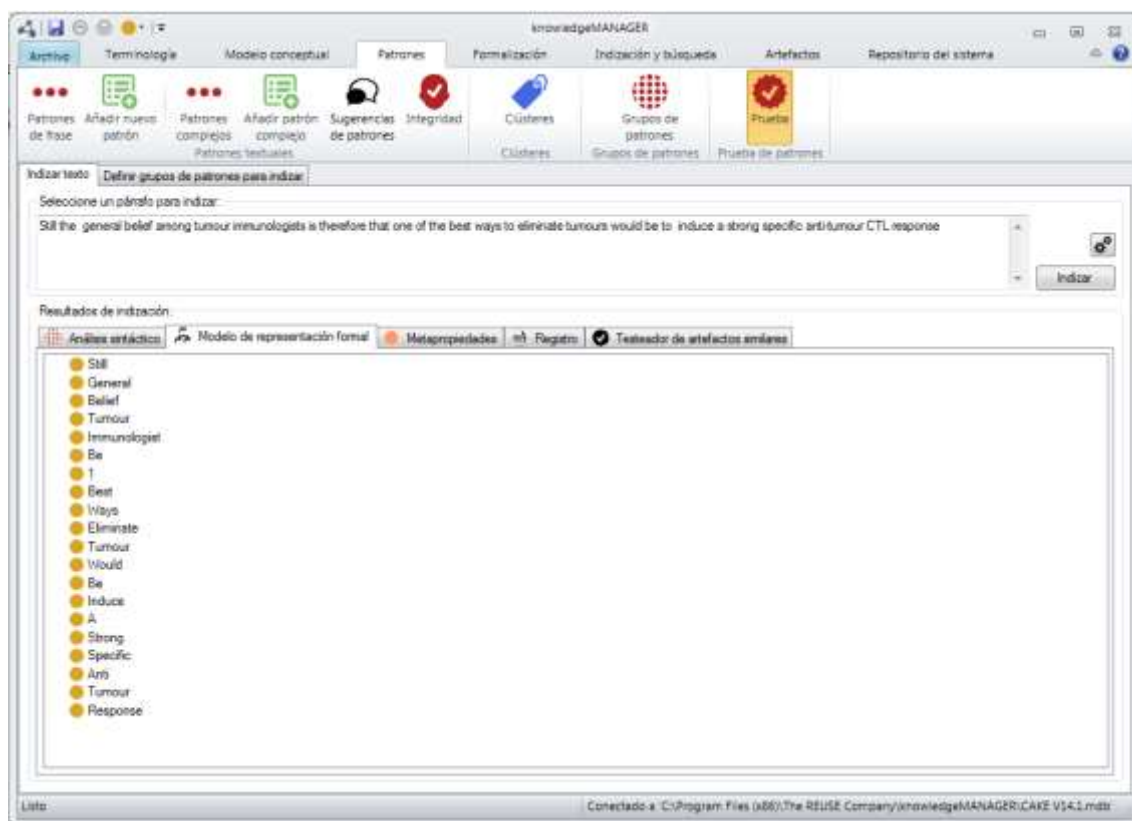 knowledgeMANAGER
Archivo Terminología Modelo conceptual Patrones Formalización Indización y búsqueda Artefactos Repositorio del sistema
Patrones de frase
Añadir nuevo patrón
Patrones complejos
Añadir patrón complejo
Sugerencias de patrones
Integridad
Clústeres
Grupos de patrones
Prueba
Patrones textuales Clústeres Grupos de patrones Prueba de patrones
Indizar texto Definir grupos de patrones para indizar
Seleccione un párrafo para indizar:
Still the general belief among tumour immunologists is therefore that one of the best ways to eliminate tumours would be to induce a strong specific anti-tumour CTL response
Indizar
Resultados de indización:
Análisis sintáctico Modelo de representación formal Metapropiedades Registro Testeador de artefactos similares
Still
General
Belief
Tumour
Immunologist
Be
1
Best
Ways
Eliminate
Tumour
Would
Be
Induce
A
Strong
Specific
Anti
Tumour
Response
Listo Conectado a: C:\Program Files (x86)\The REUSE Company\knowledgeMANAGER\CAKE V14.1.mdb